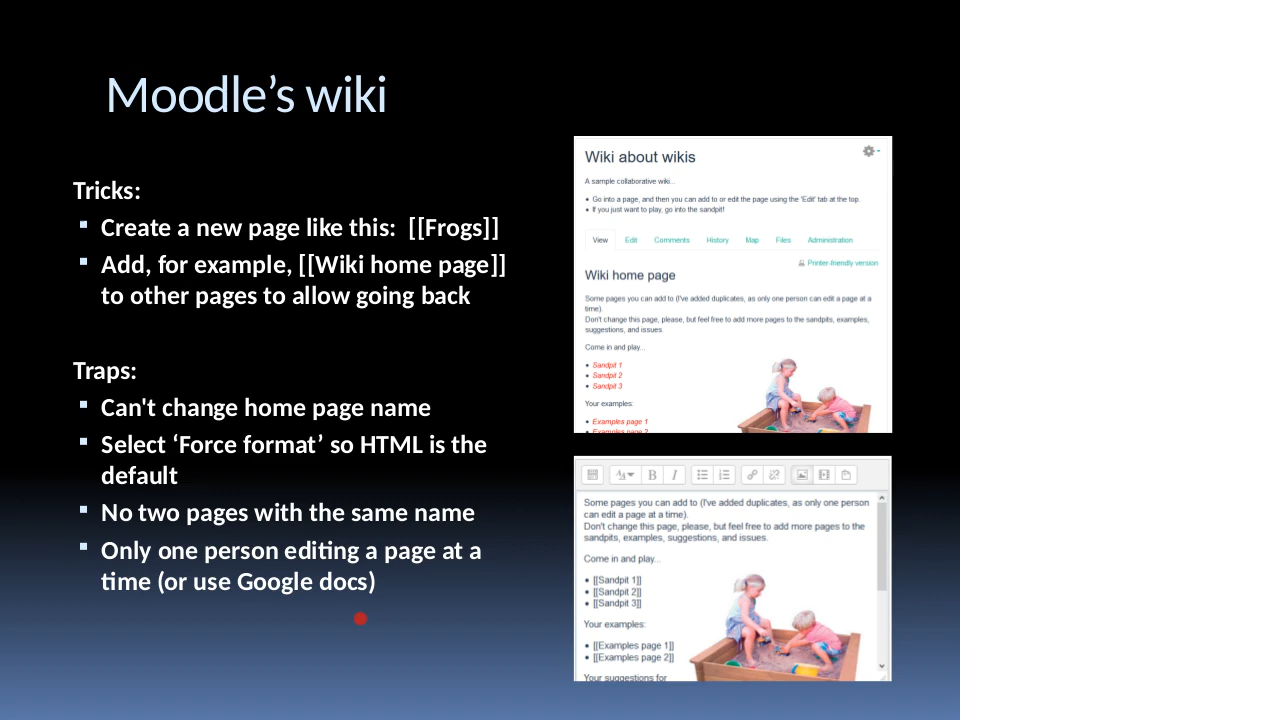 Moodle’s wiki
Tricks:
Create a new page like this:  [[Frogs]]
Add, for example, [[Wiki home page]]
to other pages to allow going back
Traps:
Can't change home page name
Select ‘Force format’ so HTML is the
default
No two pages with the same name
Only one person editing a page at a
time (or use Google docs)
Wiki about wikis
A sample collaborative wiki...
Go into a page, and then you can add to or edit the page using the 'Edit' tab at the top.
If you just want to play, go into the sandpit!
View Edit Comments History Map Files Administration
Printer-friendly version
Wiki home page
Some pages you can add to (I've added duplicates, as only one person can edit a page at a
time).
Don't change this page, please, but feel free to add more pages to the sandpits, examples,
suggestions, and issues.
Come in and play...
Sandpit 1
Sandpit 2
Sandpit 3
Your examples:
Examples page 1
Examples page 2
Some pages you can add to (I've added duplicates, as only one person
can edit a page at a time).
Don't change this page, please, but feel free to add more pages to the
sandpits, examples, suggestions, and issues.
Come in and play...
[[Sandpit 1]]
[[Sandpit 2]]
[[Sandpit 3]]
Your examples:
[[Examples page 1]]
[[Examples page 2]]
Your suggestions for